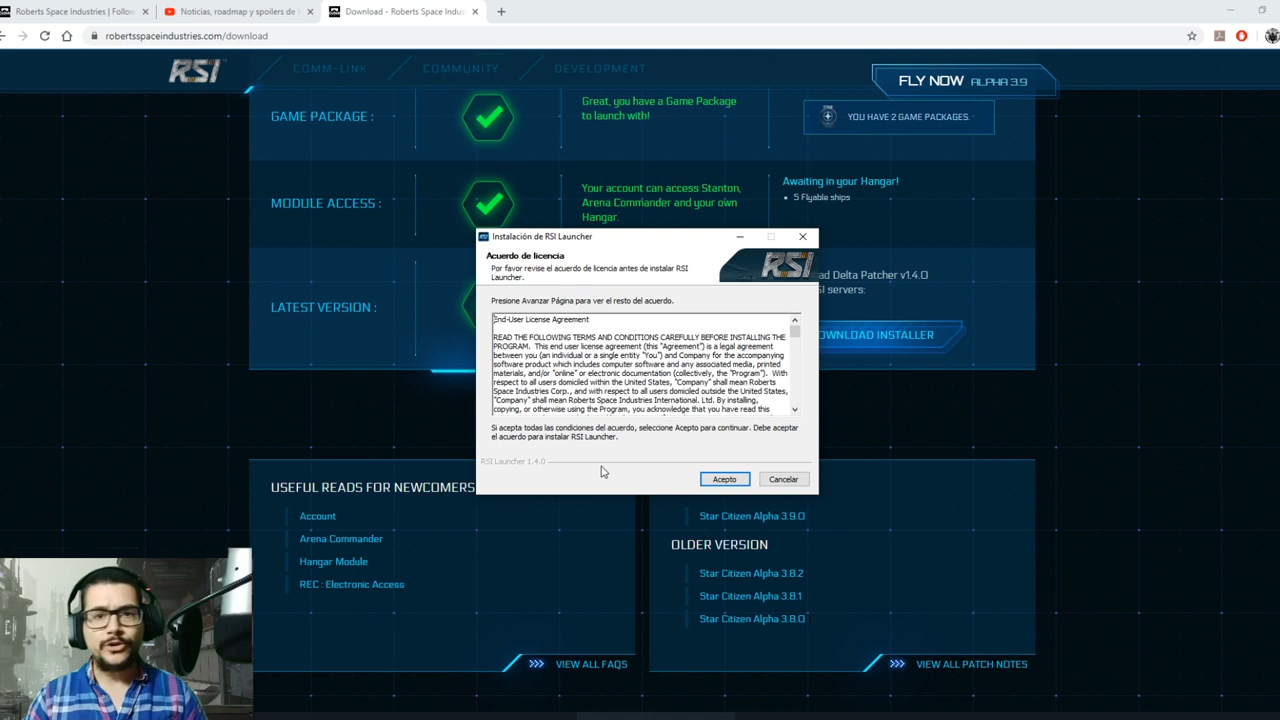 Roberts Space Industries | Follow
Noticias, roadmap y spoilers de
Download - Roberts Space Indus
robertsspaceindustries.com/download
RSI
COMM-LINK
COMMUNITY
DEVELOPMENT
FLY NOW ALPHA 3.9
GAME PACKAGE :
Great, you have a Game Package
to launch with!
YOU HAVE 2 GAME PACKAGES.
MODULE ACCESS :
Your account can access Stanton,
Arena Commander and your own
Hangar.
Awaiting in your Hangar!
• 5 Flyable ships
LATEST VERSION :
ad Delta Patcher v1.4.0
SI servers:
OWNLOAD INSTALLER
Instalación de RSI Launcher
Acuerdo de licencia
Por favor revise el acuerdo de licencia antes de instalar RSI
Launcher.
RSI
Presione Avanzar Página para ver el resto del acuerdo.
End-User License Agreement
READ THE FOLLOWING TERMS AND CONDITIONS CAREFULLY BEFORE INSTALLING THE
PROGRAM. This end user license agreement (this "Agreement") is a legal agreement
between you (an individual or a single entity "You") and Company for the accompanying
software product which includes computer software and any associated media, printed
materials, and/or "online" or electronic documentation (collectively, the "Program"). With
respect to all users domiciled within the United States, "Company" shall mean Roberts
Space Industries Corp., and with respect to all users domiciled outside the United States,
"Company" shall mean Roberts Space Industries International. Ltd. By installing,
copying, or otherwise using the Program, you acknowledge that you have read this
Si acepta todas las condiciones del acuerdo, seleccione Acepto para continuar. Debe aceptar
el acuerdo para instalar RSI Launcher.
RSI Launcher 1.4.0
Acepto
Cancelar
USEFUL READS FOR NEWCOMERS
Account
Arena Commander
Hangar Module
REC : Electronic Access
VIEW ALL FAQS
Star Citizen Alpha 3.9.0
OLDER VERSION
Star Citizen Alpha 3.8.2
Star Citizen Alpha 3.8.1
Star Citizen Alpha 3.8.0
VIEW ALL PATCH NOTES